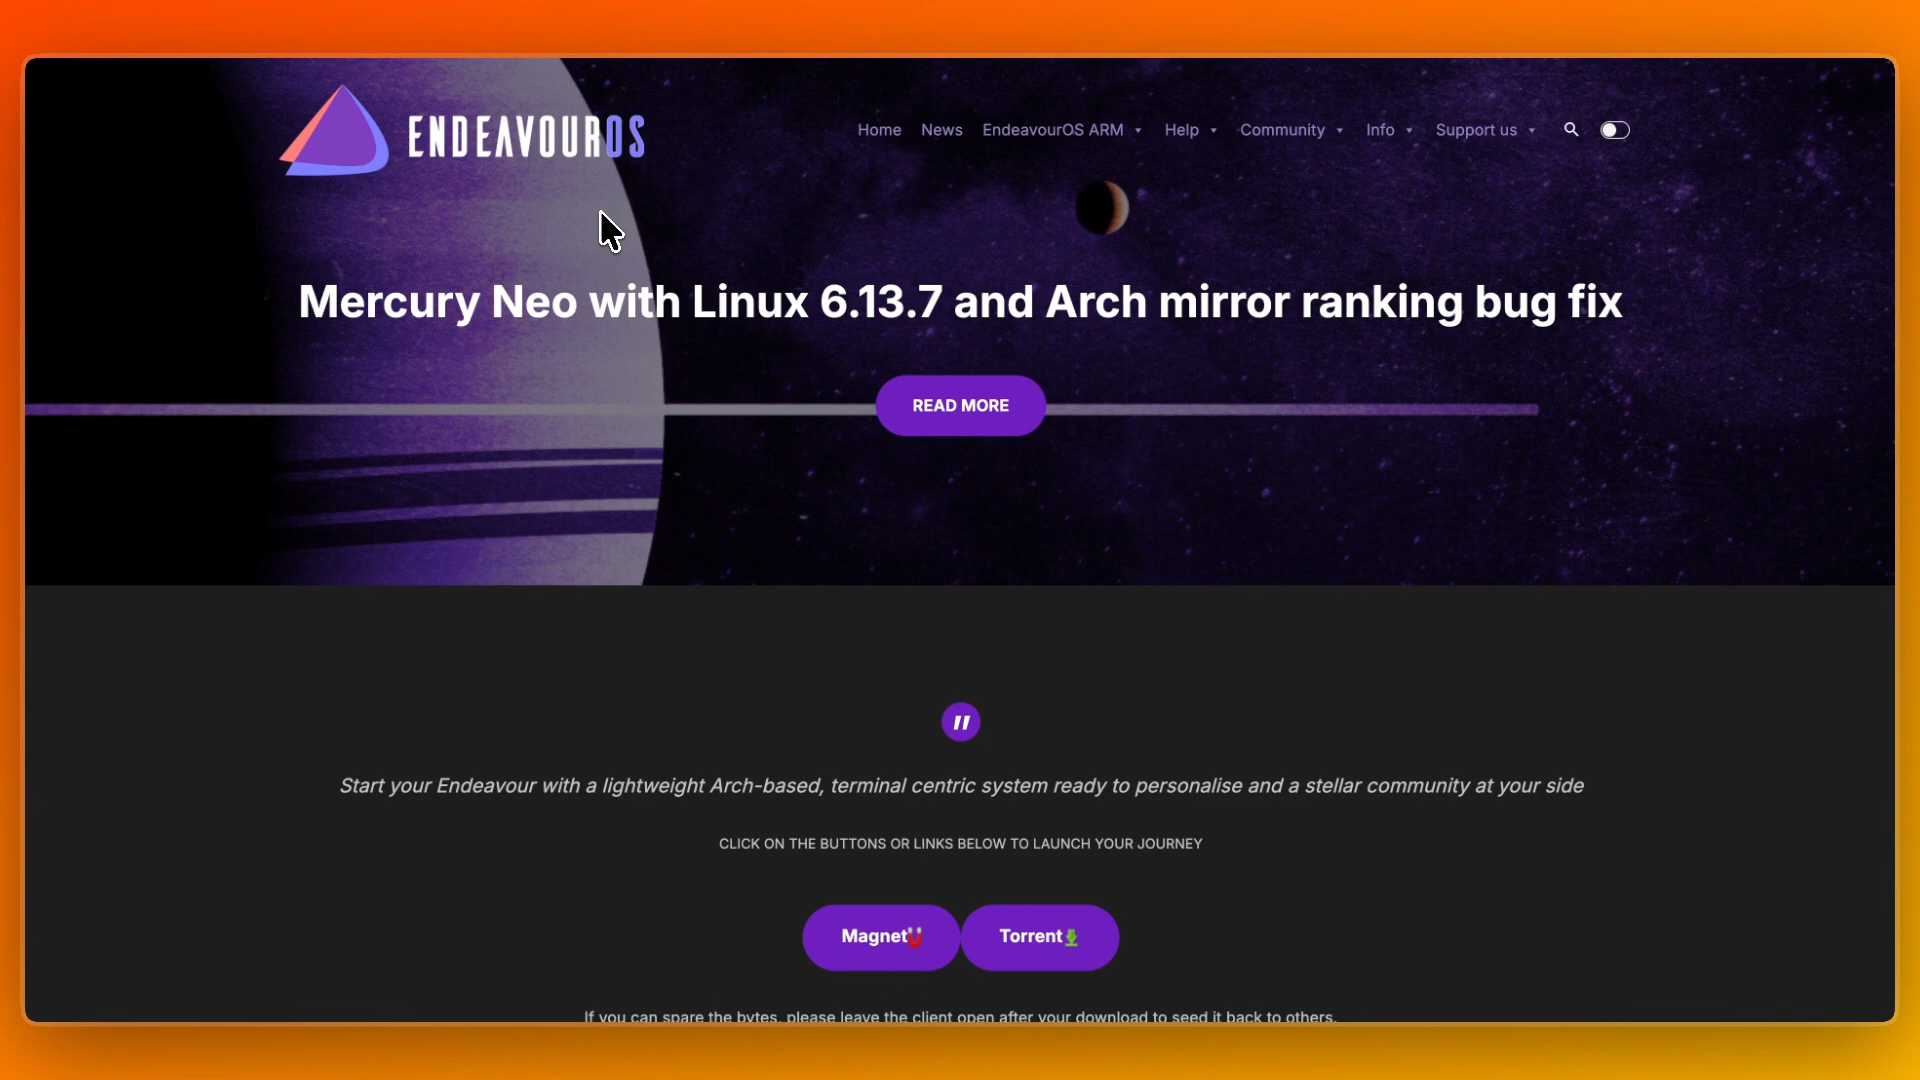 ENDEAVOUROS
Home News EndeavourOS ARM Help Community Info Support us
Mercury Neo with Linux 6.13.7 and Arch mirror ranking bug fix
READ MORE
Start your Endeavour with a lightweight Arch-based, terminal centric system ready to personalise and a stellar community at your side
CLICK ON THE BUTTONS OR LINKS BELOW TO LAUNCH YOUR JOURNEY
Magnet Torrent
If you can spare the bytes, please leave the client open after your download to seed it back to others.